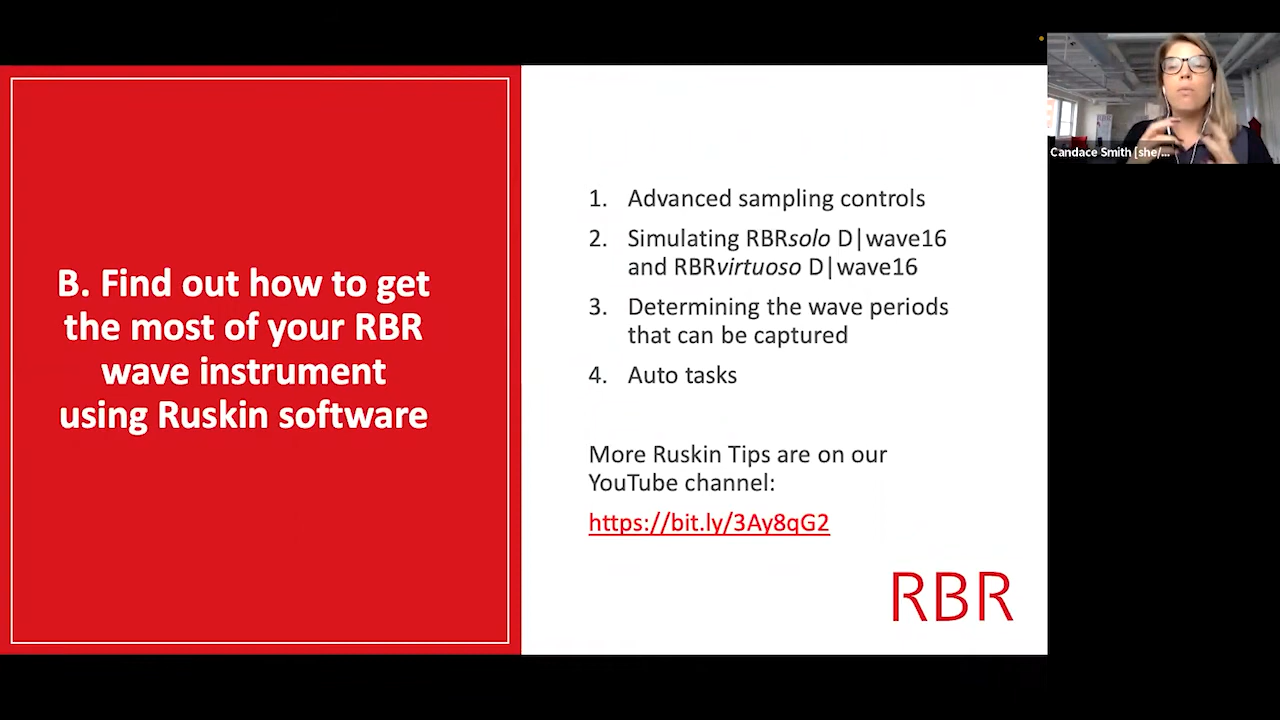 B. Find out how to get
the most of your RBR
wave instrument
using Ruskin software
1. Advanced sampling controls
2. Simulating RBRsolo D|wave16
and RBRvirtuoso D|wave16
3. Determining the wave periods
that can be captured
4. Auto tasks
More Ruskin Tips are on our
YouTube channel:
https://bit.ly/3Ay8qG2
RBR
Candace Smith [she/...